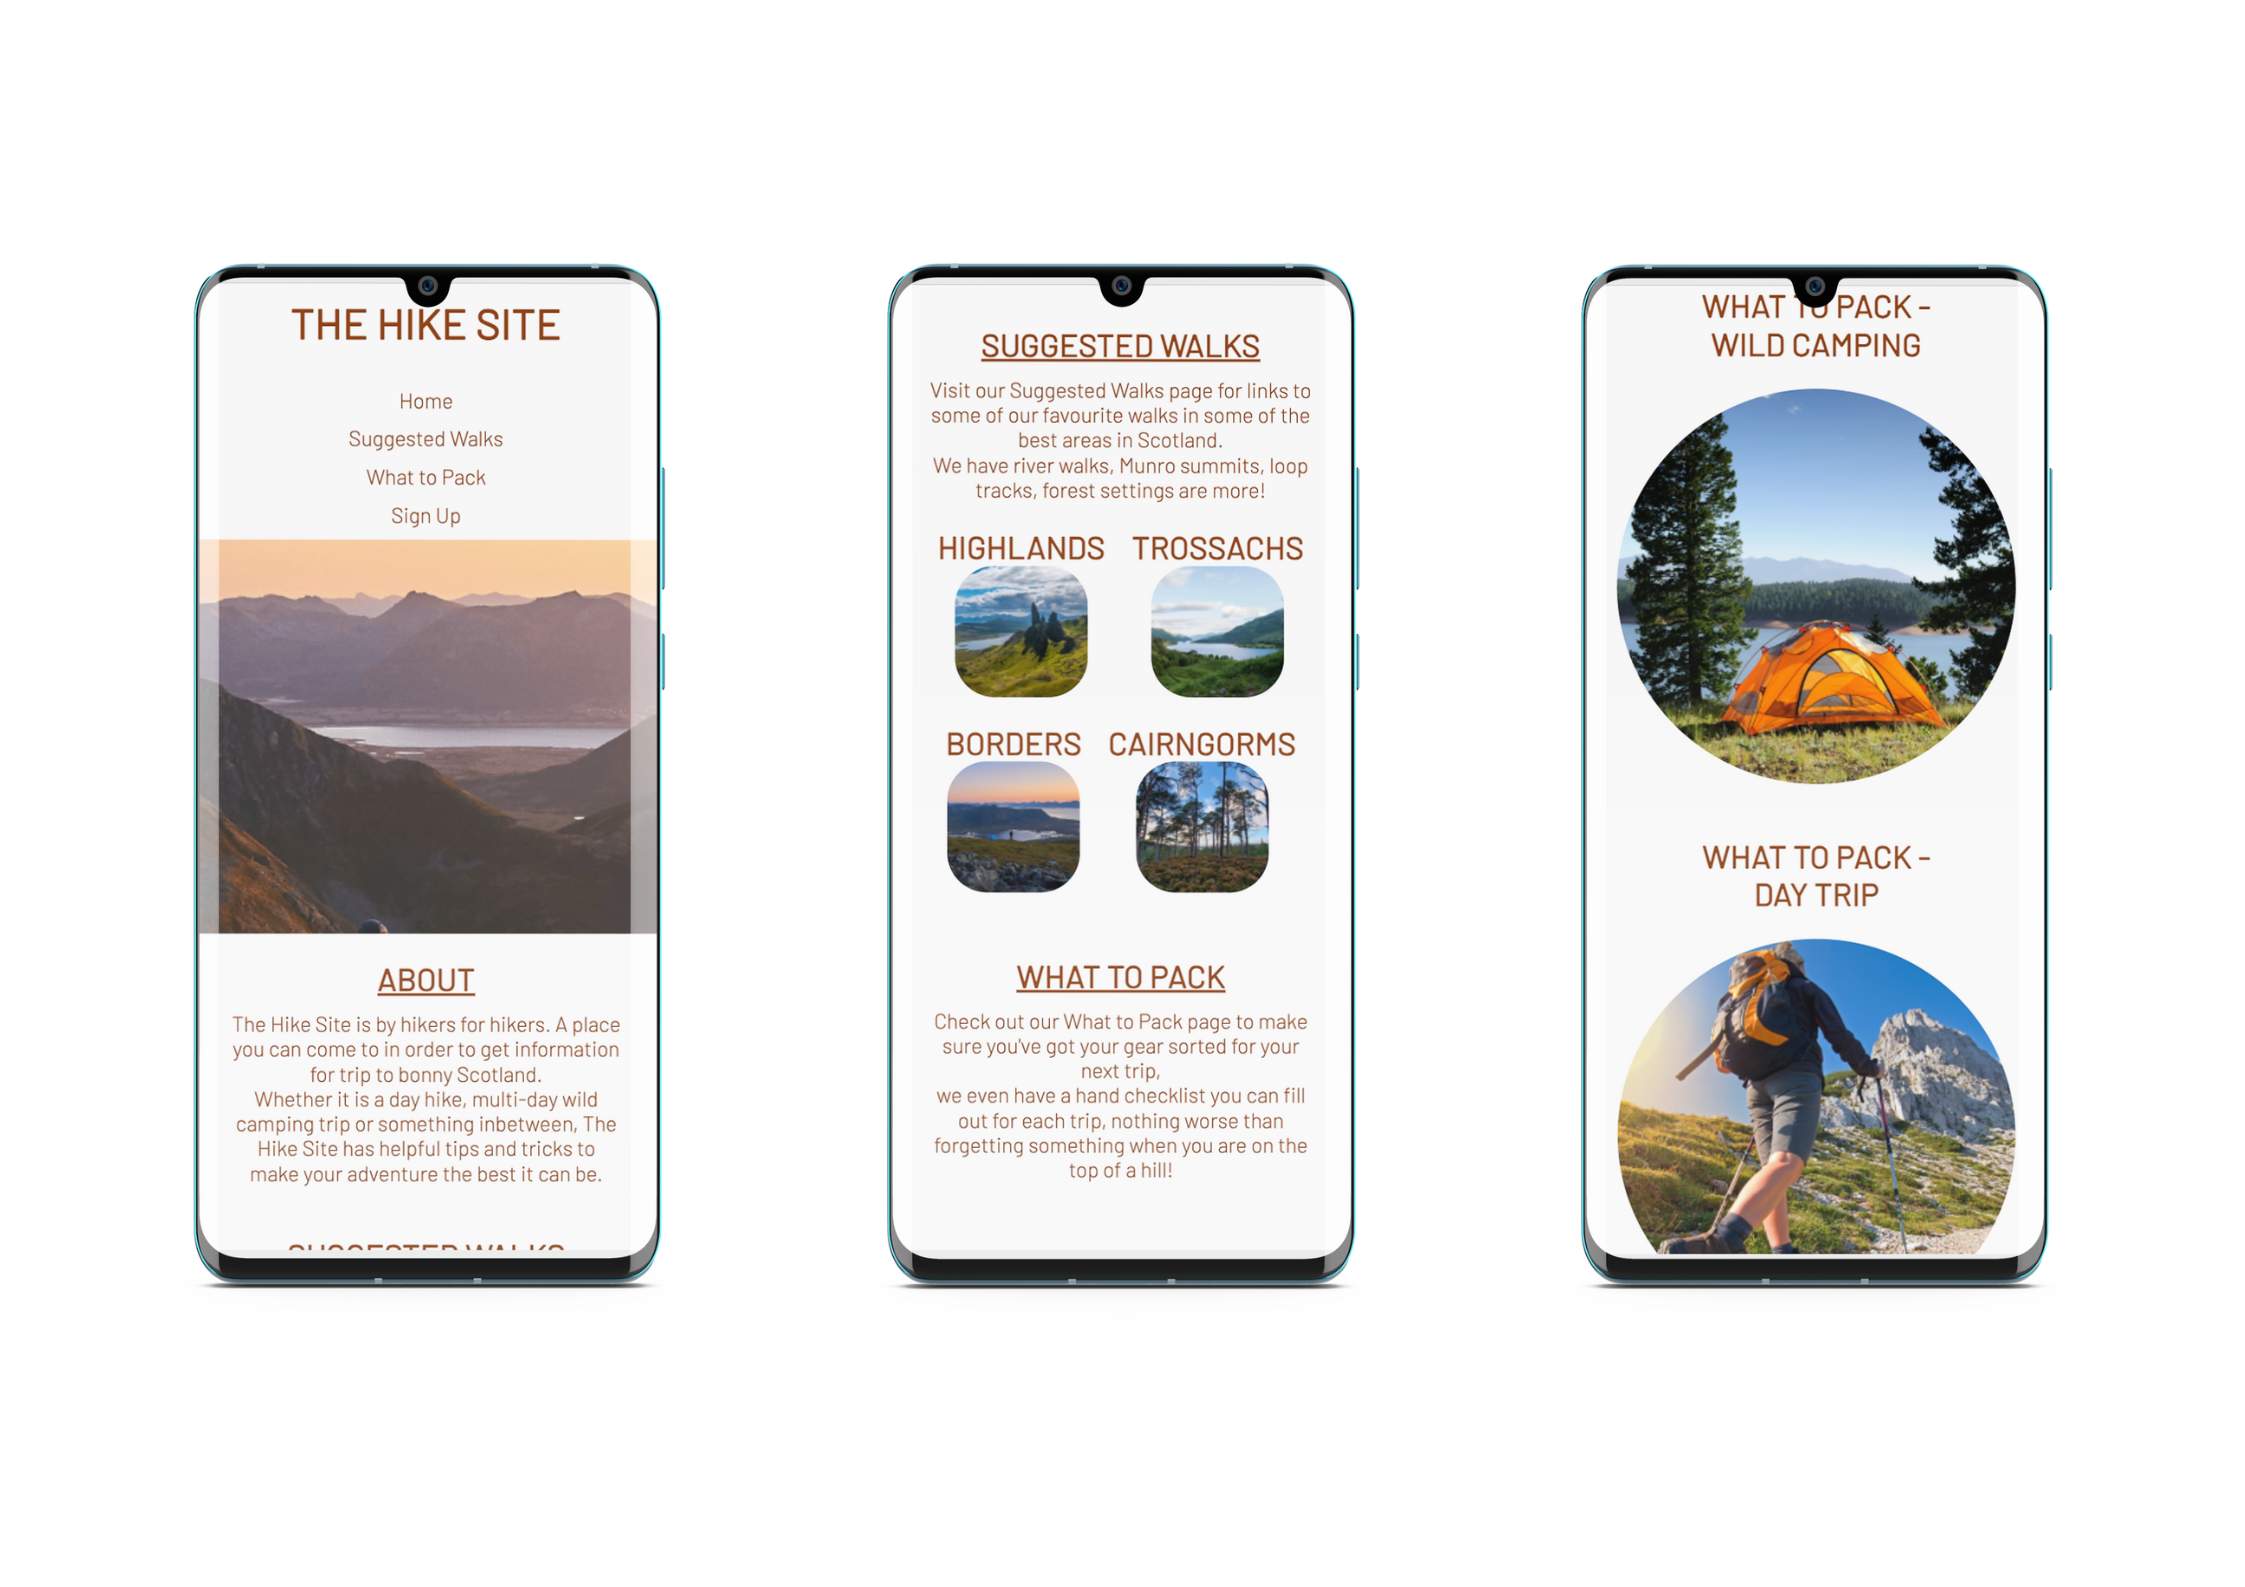 THE HIKE SITE
Home
Suggested Walks
What to Pack
Sign Up
ABOUT
The Hike Site is by hikers for hikers. A place
you can come to in order to get information
for trip to bonny Scotland.
Whether it is a day hike, multi-day wild
camping trip or something inbetween, The
Hike Site has helpful tips and tricks to
make your adventure the best it can be.
SUGGESTED WALKS
SUGGESTED WALKS
Visit our Suggested Walks page for links to
some of our favourite walks in some of the
best areas in Scotland.
We have river walks, Munro summits, loop
tracks, forest settings are more!
HIGHLANDS TROSSACHS
BORDERS CAIRNGORMS
WHAT TO PACK
Check out our What to Pack page to make
sure you've got your gear sorted for your
next trip,
we even have a hand checklist you can fill
out for each trip, nothing worse than
forgetting something when you are on the
top of a hill!
WHAT TO PACK -
WILD CAMPING
WHAT TO PACK -
DAY TRIP